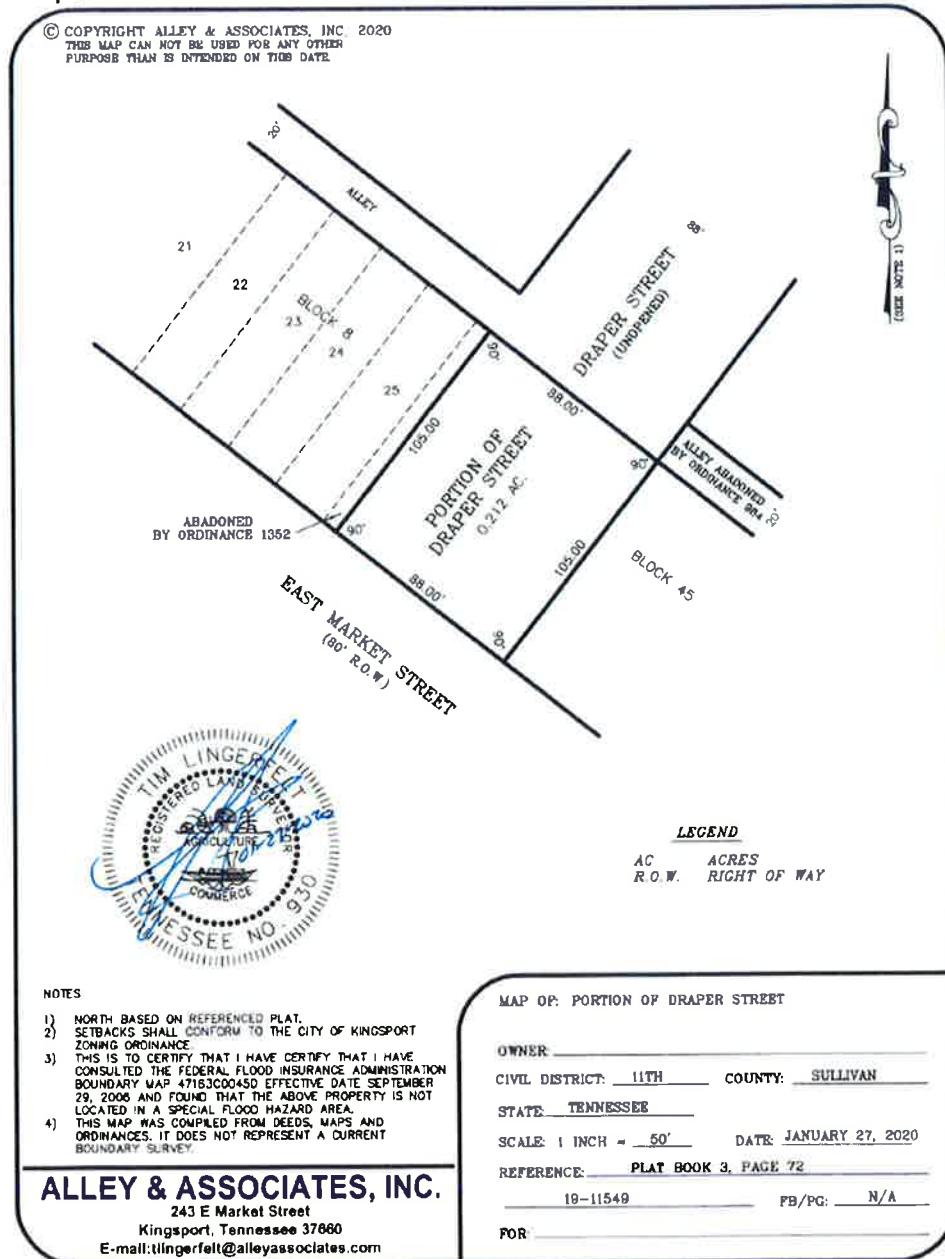 © COPYRIGHT ALLEY & ASSOCIATES, INC. 2020
THIS MAP CAN NOT BE USED FOR ANY OTHER
PURPOSE THAN IS INTENDED ON THIS DATE
20'
ALLEY
21
22
BLOCK 8
23
24
25
DRAPER STREET
(UNOPENED)
88'
(SEE NOTE 1)
90'
88.00'
105.00
PORTION OF
DRAPER STREET
0.212 AC.
90'
ALLEY ABADONED
BY ORDINANCE 984
20'
ABADONED
BY ORDINANCE 1352
90'
88.00'
105.00
BLOCK 45
90'
EAST MARKET STREET
(80' R.O.W)
TIM LINGERFELT
REGISTERED LAND SURVEYOR
AGRICULTURE
COMMERCE
TENNESSEE NO. 930
LEGEND
AC ACRES
R.O.W. RIGHT OF WAY
NOTES
1) NORTH BASED ON REFERENCED PLAT.
2) SETBACKS SHALL CONFORM TO THE CITY OF KINGSPORT
ZONING ORDINANCE
3) THIS IS TO CERTIFY THAT I HAVE CERTIFY THAT I HAVE
CONSULTED THE FEDERAL FLOOD INSURANCE ADMINISTRATION
BOUNDARY MAP 47163C0045D EFFECTIVE DATE SEPTEMBER
29, 2006 AND FOUND THAT THE ABOVE PROPERTY IS NOT
LOCATED IN A SPECIAL FLOOD HAZARD AREA.
4) THIS MAP WAS COMPILED FROM DEEDS, MAPS AND
ORDINANCES. IT DOES NOT REPRESENT A CURRENT
BOUNDARY SURVEY.
ALLEY & ASSOCIATES, INC.
243 E Market Street
Kingsport, Tennessee 37660
E-mail:tlingerfelt@alleyassociates.com
MAP OF: PORTION OF DRAPER STREET
OWNER
CIVIL DISTRICT: 11TH COUNTY: SULLIVAN
STATE: TENNESSEE
SCALE: 1 INCH = 50' DATE: JANUARY 27, 2020
REFERENCE: PLAT BOOK 3, PAGE 72
19-11549 FB/PG: N/A
FOR: